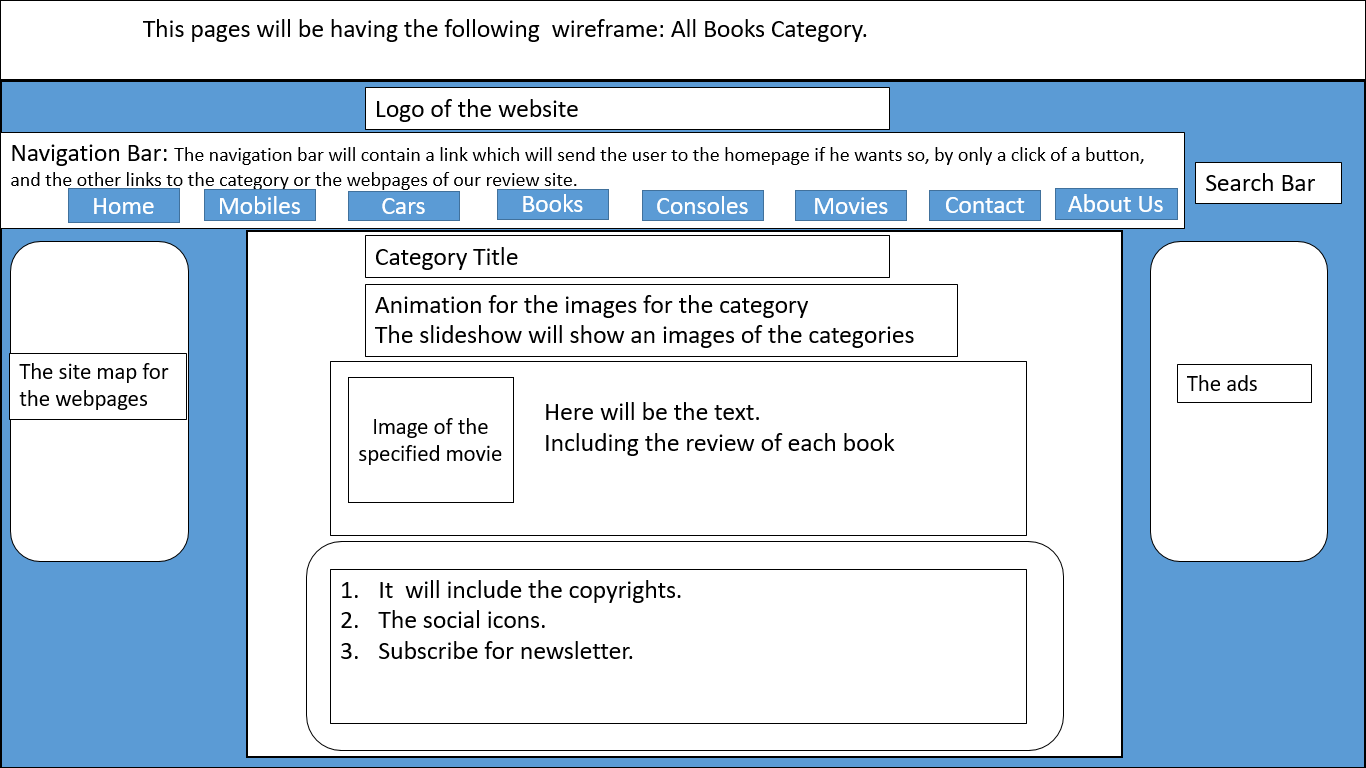 This pages will be having the following  wireframe: All Books Category.
Logo of the website
Navigation Bar: The navigation bar will contain a link which will send the user to the homepage if he wants so, by only a click of a button,
and the other links to the category or the webpages of our review site.
Home Mobiles Cars Books Consoles Movies Contact About Us
Search Bar
Category Title
Animation for the images for the category
The slideshow will show an images of the categories
The site map for
the webpages
Image of the
specified movie
Here will be the text.
Including the review of each book
The ads
1. It  will include the copyrights.
2. The social icons.
3. Subscribe for newsletter.